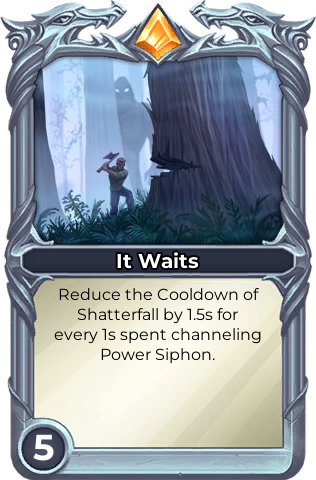 It Waits
Reduce the Cooldown of
Shatterfall by 1.5s for
every 1s spent channeling
Power Siphon.
5